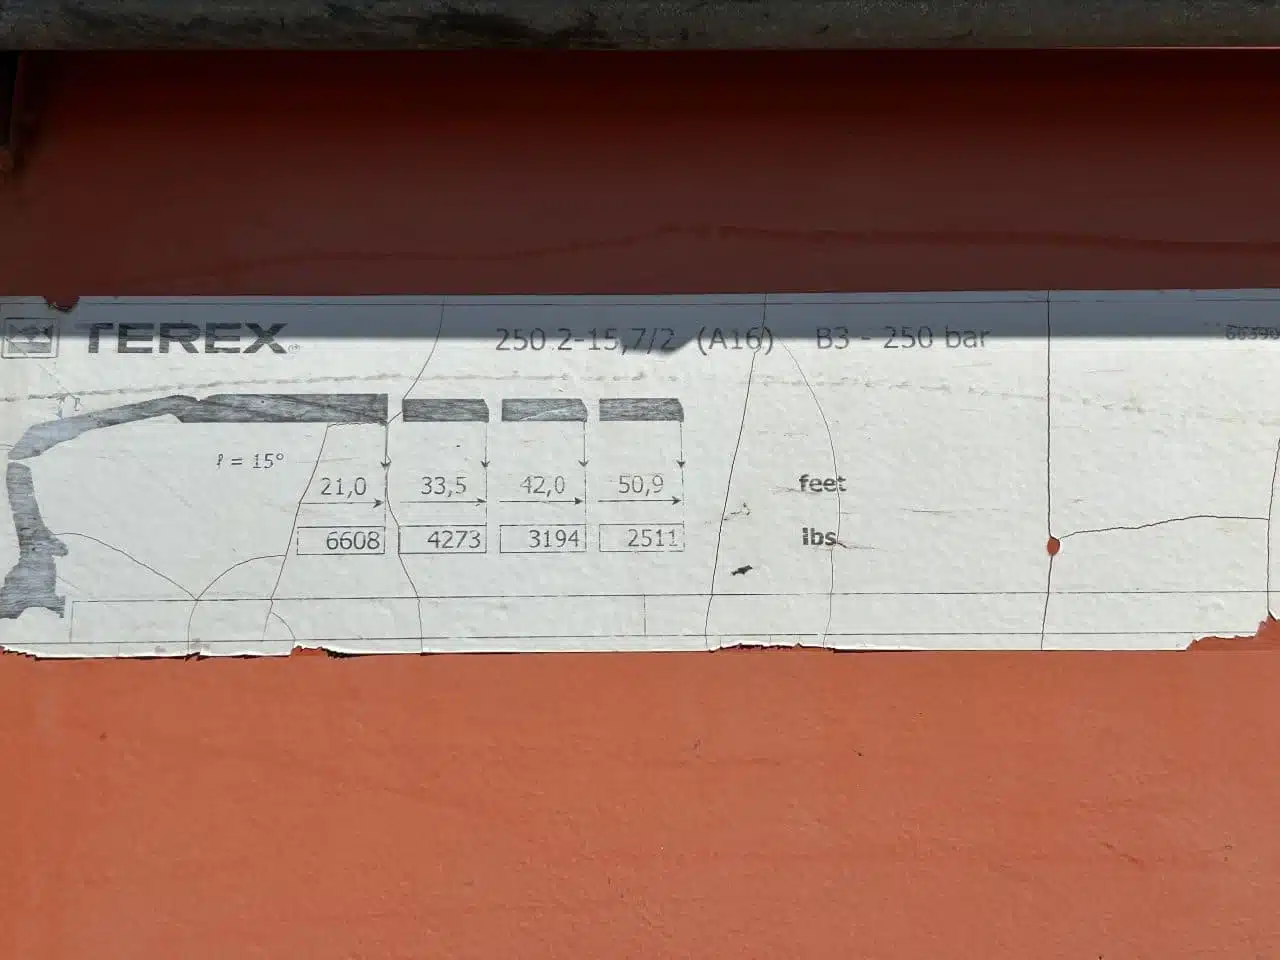 TEREX® 250.2-15,7/2 (A16) B3 - 250 bar
= 15°
21,0 33,5 42,0 50,9 feet
6608 4273 3194 2511 lbs